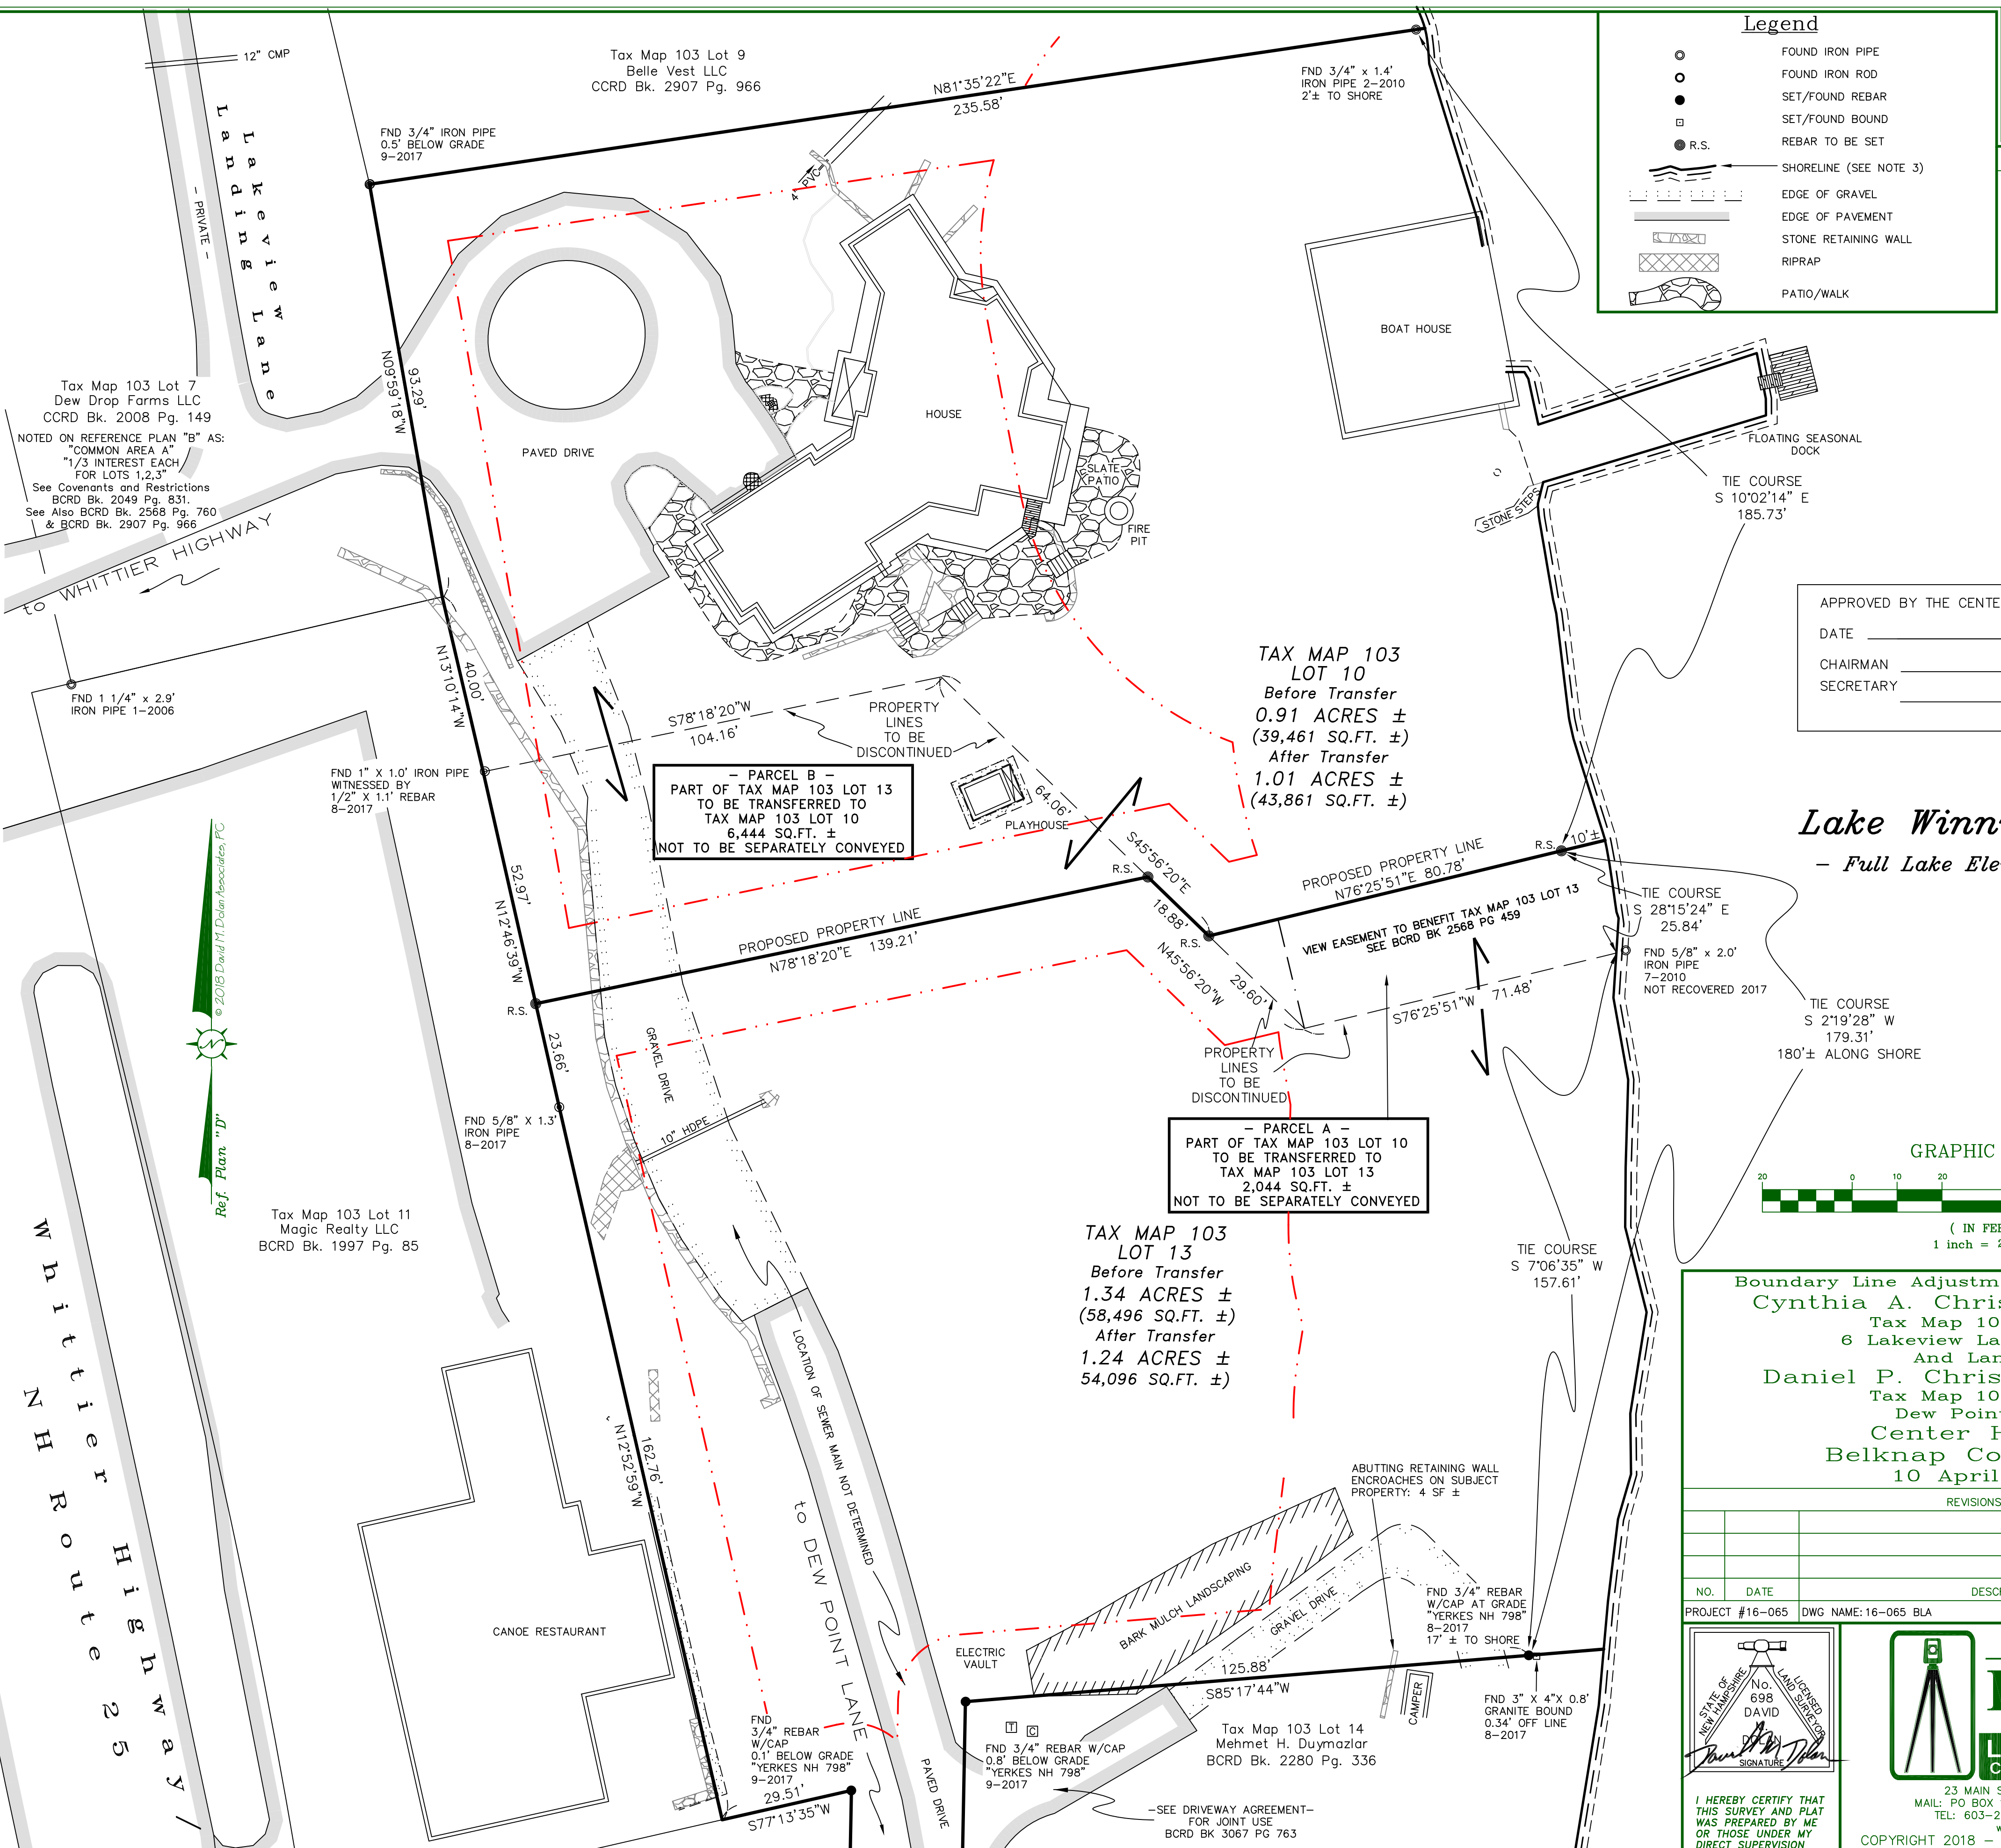 Legend
FOUND IRON PIPE
FOUND IRON ROD
SET/FOUND REBAR
SET/FOUND BOUND
R.S.
REBAR TO BE SET
SHORELINE (SEE NOTE 3)
EDGE OF GRAVEL
EDGE OF PAVEMENT
STONE RETAINING WALL
RIPRAP
PATIO/WALK
12" CMP
Tax Map 103 Lot 9
Belle Vest LLC
CCRD Bk. 2907 Pg. 966
N81°35'22"E
235.58'
FND 3/4" x 1.4'
IRON PIPE 2-2010
2'± TO SHORE
FND 3/4" IRON PIPE
0.5' BELOW GRADE
9-2017
Lakeview
Landing Lane
- PRIVATE -
4" PVC
BOAT HOUSE
HOUSE
PAVED DRIVE
N09°59'18"W
93.29'
Tax Map 103 Lot 7
Dew Drop Farms LLC
CCRD Bk. 2008 Pg. 149
NOTED ON REFERENCE PLAN "B" AS:
"COMMON AREA A"
"1/3 INTEREST EACH
FOR LOTS 1,2,3"
See Covenants and Restrictions
BCRD Bk. 2049 Pg. 831.
See Also BCRD Bk. 2568 Pg. 760
& BCRD Bk. 2907 Pg. 966
to WHITTIER HIGHWAY
SLATE
PATIO
FIRE
PIT
STONE STEPS
FLOATING SEASONAL
DOCK
TIE COURSE
S 10°02'14" E
185.73'
APPROVED BY THE CENTE
DATE
CHAIRMAN
SECRETARY
FND 1 1/4" x 2.9'
IRON PIPE 1-2006
N13°10'14"W
40.00'
S78°18'20"W
104.16'
PROPERTY
LINES
TO BE
DISCONTINUED
TAX MAP 103
LOT 10
Before Transfer
0.91 ACRES ±
(39,461 SQ.FT. ±)
After Transfer
1.01 ACRES ±
(43,861 SQ.FT. ±)
FND 1" X 1.0' IRON PIPE
WITNESSED BY
1/2" X 1.1' REBAR
8-2017
- PARCEL B -
PART OF TAX MAP 103 LOT 13
TO BE TRANSFERRED TO
TAX MAP 103 LOT 10
6,444 SQ.FT. ±
NOT TO BE SEPARATELY CONVEYED
PLAYHOUSE
64.06'
S45°56'20"E
R.S.
18.88'
R.S.
PROPOSED PROPERTY LINE
N76°25'51"E 80.78'
R.S.
10'±
VIEW EASEMENT TO BENEFIT TAX MAP 103 LOT 13
SEE BCRD BK 2568 PG 459
Lake Winn
- Full Lake Ele
TIE COURSE
S 28°15'24" E
25.84'
FND 5/8" x 2.0'
IRON PIPE
7-2010
NOT RECOVERED 2017
52.97'
N12°46'39"W
PROPOSED PROPERTY LINE
N78°18'20"E 139.21'
R.S.
N45°56'20"W
29.60'
S76°25'51"W 71.48'
TIE COURSE
S 2°19'28" W
179.31'
180'± ALONG SHORE
© 2018 David M. Dolan Associates, PC
N
Ref. Plan "D"
23.66'
GRAVEL DRIVE
10" HDPE
PROPERTY
LINES
TO BE
DISCONTINUED
FND 5/8" X 1.3'
IRON PIPE
8-2017
- PARCEL A -
PART OF TAX MAP 103 LOT 10
TO BE TRANSFERRED TO
TAX MAP 103 LOT 13
2,044 SQ.FT. ±
NOT TO BE SEPARATELY CONVEYED
GRAPHIC
20 0 10 20
( IN FEE
1 inch = 2
Tax Map 103 Lot 11
Magic Realty LLC
BCRD Bk. 1997 Pg. 85
TAX MAP 103
LOT 13
Before Transfer
1.34 ACRES ±
(58,496 SQ.FT. ±)
After Transfer
1.24 ACRES ±
54,096 SQ.FT. ±)
TIE COURSE
S 7°06'35" W
157.61'
Whittier Highway/
NH Route 25
LOCATION OF SEWER MAIN NOT DETERMINED
to DEW POINT LANE
N12°52'59"W
162.76'
CANOE RESTAURANT
ABUTTING RETAINING WALL
ENCROACHES ON SUBJECT
PROPERTY: 4 SF ±
BARK MULCH LANDSCAPING
GRAVEL DRIVE
ELECTRIC
VAULT
FND 3/4" REBAR
W/CAP AT GRADE
"YERKES NH 798"
8-2017
17' ± TO SHORE
125.88'
S85°17'44"W
CAMPER
FND 3" X 4"X 0.8'
GRANITE BOUND
0.34' OFF LINE
8-2017
FND
3/4" REBAR
W/CAP
0.1' BELOW GRADE
"YERKES NH 798"
9-2017
29.51'
S77°13'35"W
T C
FND 3/4" REBAR W/CAP
0.8' BELOW GRADE
"YERKES NH 798"
9-2017
PAVED DRIVE
Tax Map 103 Lot 14
Mehmet H. Duymazlar
BCRD Bk. 2280 Pg. 336
-SEE DRIVEWAY AGREEMENT-
FOR JOINT USE
BCRD BK 3067 PG 763
Boundary Line Adjustm
Cynthia A. Chris
Tax Map 10
6 Lakeview La
And Lan
Daniel P. Chris
Tax Map 10
Dew Poin
Center H
Belknap Co
10 April
REVISIONS
NO. DATE DESC
PROJECT #16-065 DWG NAME: 16-065 BLA
STATE OF
NEW HAMPSHIRE
LICENSED
LAND SURVEYOR
No.
698
DAVID
M.
DOLAN
SIGNATURE
I HEREBY CERTIFY THAT
THIS SURVEY AND PLAT
WAS PREPARED BY ME
OR THOSE UNDER MY
DIRECT SUPERVISION
23 MAIN S
MAIL: PO BOX
TEL: 603-2
COPYRIGHT 2018 -